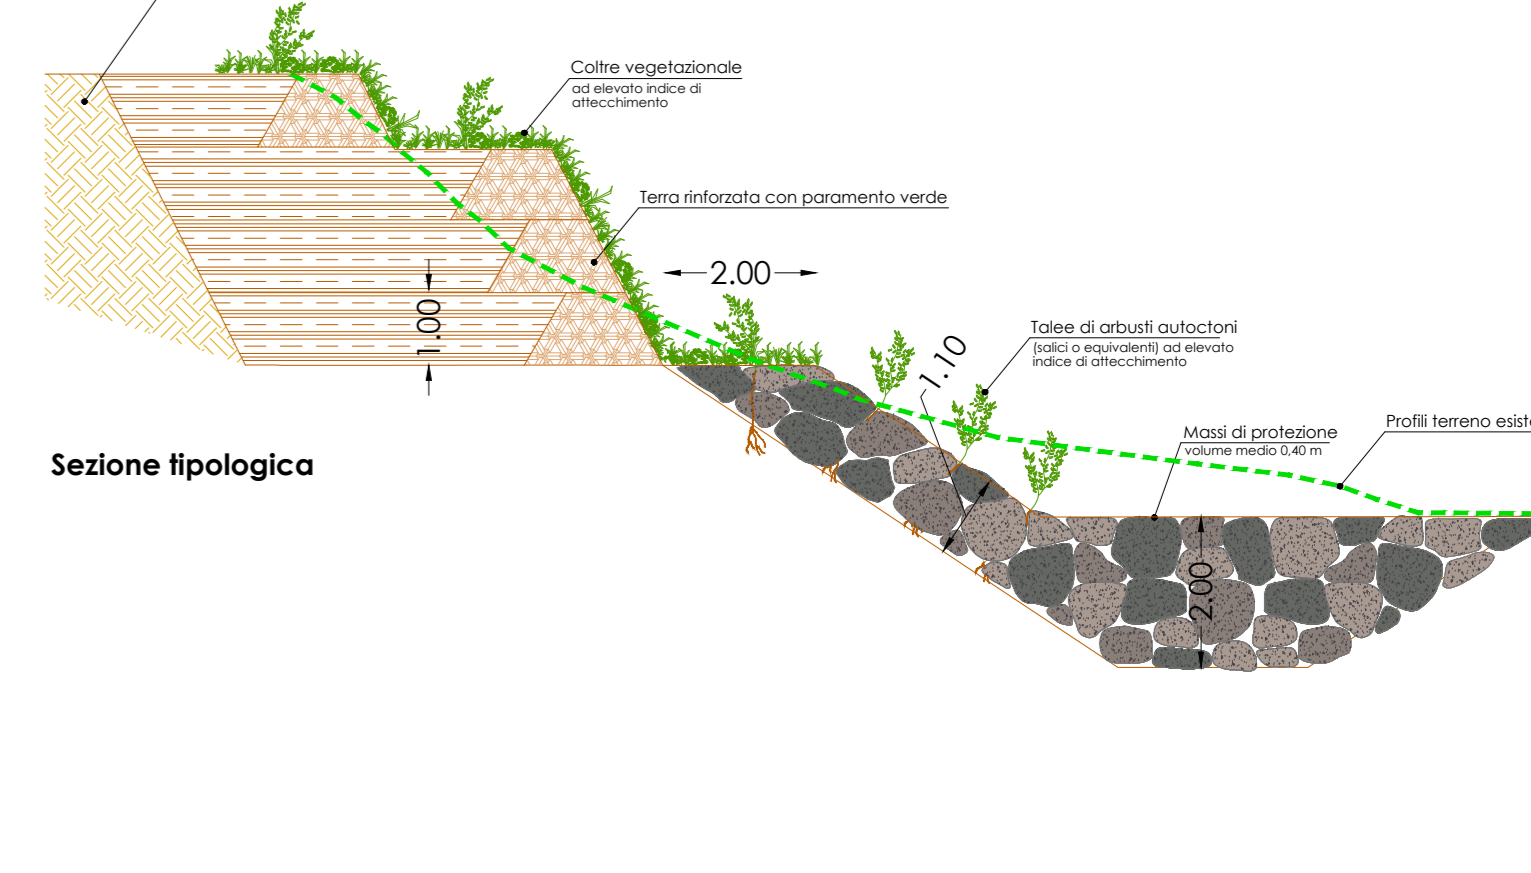 Coltre vegetazionale
ad elevato indice di
attecchimento
Terra rinforzata con paramento verde
2.00
1.00
Talee di arbusti autoctoni
(salici o equivalenti) ad elevato
indice di attecchimento
1.10
Profili terreno esist
Massi di protezione
volume medio 0,40 m
Sezione tipologica
2.00